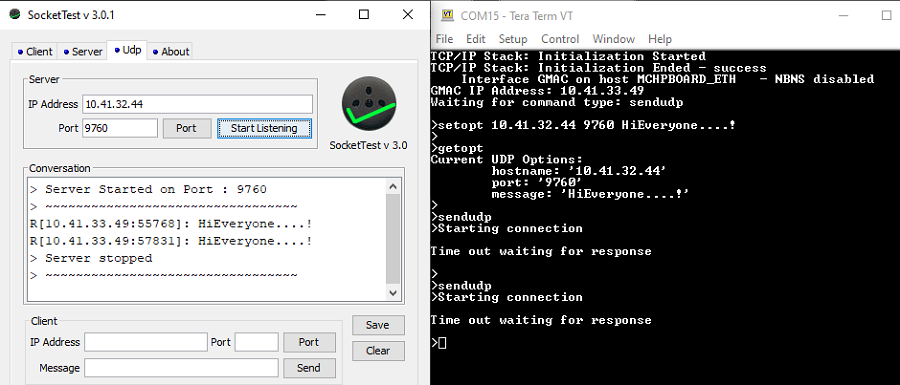 SocketTest v 3.0.1
Client
Server
Udp
About
Server
IP Address 10.41.32.44
Port 9760 Port Start Listening
SocketTest v 3.0
Conversation
> Server Started on Port : 9760
> ~~~~~~~~~~~~~~~~~~~~~~~~~~~~~~~~~
R[10.41.33.49:55768]: HiEveryone....!
R[10.41.33.49:57831]: HiEveryone....!
> Server stopped
> ~~~~~~~~~~~~~~~~~~~~~~~~~~~~~~~~~
Client
IP Address Port Port
Message Send
Save
Clear
VT COM15 - Tera Term VT
File Edit Setup Control Window Help
TCP/IP Stack: Initialization Started
TCP/IP Stack: Initialization Ended - success
Interface GMAC on host MCHPBOARD_ETH - NBNS disabled
GMAC IP Address: 10.41.33.49
Waiting for command type: sendudp
>setopt 10.41.32.44 9760 HiEveryone....!
>
>getopt
Current UDP Options:
hostname: '10.41.32.44'
port: '9760'
message: 'HiEveryone....!'
>
>sendudp
>Starting connection
Time out waiting for response
>
>sendudp
>Starting connection
Time out waiting for response
>